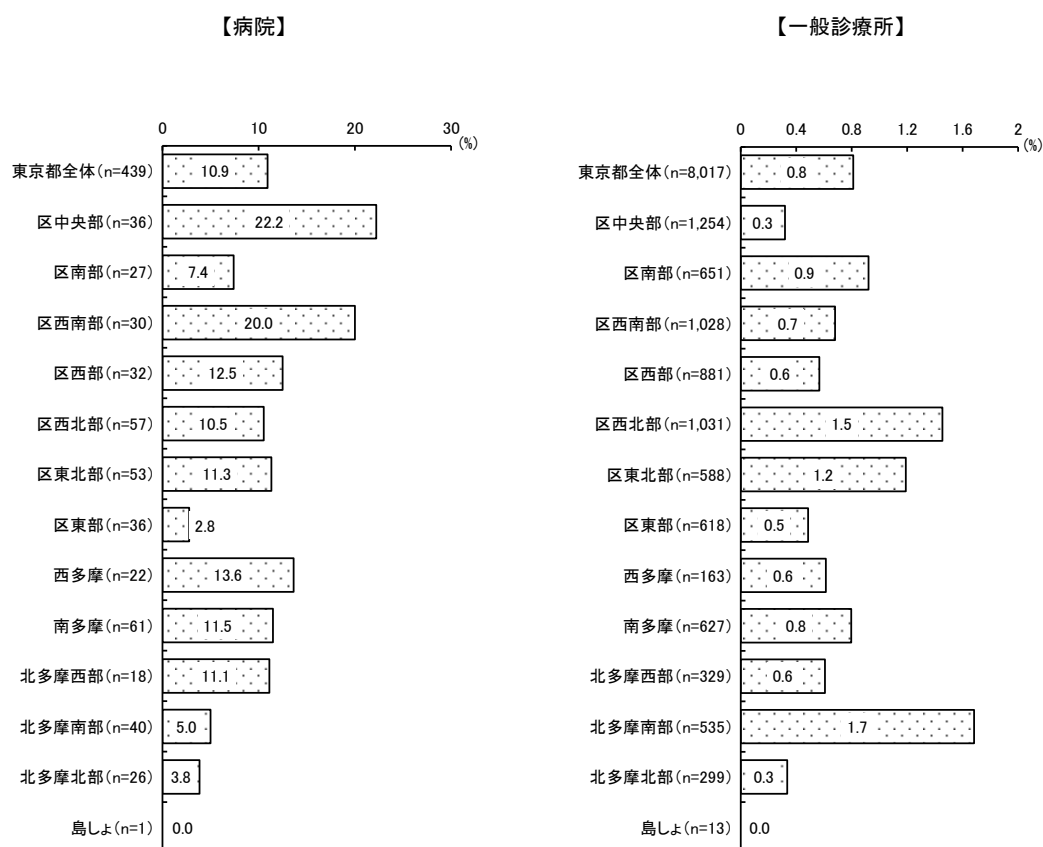 【病院】
0 10 20 30
(%)
東京都全体(n=439) 10.9
区中央部(n=36) 22.2
区南部(n=27) 7.4
区西南部(n=30) 20.0
区西部(n=32) 12.5
区西北部(n=57) 10.5
区東北部(n=53) 11.3
区東部(n=36) 2.8
西多摩(n=22) 13.6
南多摩(n=61) 11.5
北多摩西部(n=18) 11.1
北多摩南部(n=40) 5.0
北多摩北部(n=26) 3.8
島しょ(n=1) 0.0
【一般診療所】
0 0.4 0.8 1.2 1.6 2
(%)
東京都全体(n=8,017) 0.8
区中央部(n=1,254) 0.3
区南部(n=651) 0.9
区西南部(n=1,028) 0.7
区西部(n=881) 0.6
区西北部(n=1,031) 1.5
区東北部(n=588) 1.2
区東部(n=618) 0.5
西多摩(n=163) 0.6
南多摩(n=627) 0.8
北多摩西部(n=329) 0.6
北多摩南部(n=535) 1.7
北多摩北部(n=299) 0.3
島しょ(n=13) 0.0